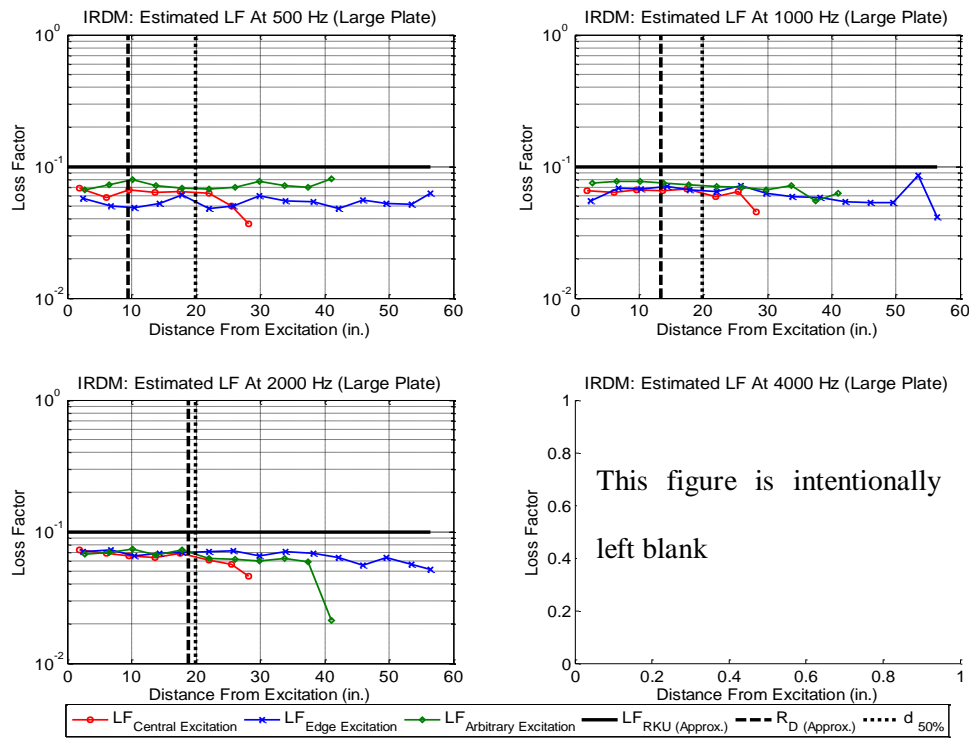 IRDM: Estimated LF At 500 Hz (Large Plate)
10^0
10^-1
10^-2
Loss Factor
0 10 20 30 40 50 60
Distance From Excitation (in.)
IRDM: Estimated LF At 1000 Hz (Large Plate)
10^0
10^-1
10^-2
Loss Factor
0 10 20 30 40 50 60
Distance From Excitation (in.)
IRDM: Estimated LF At 2000 Hz (Large Plate)
10^0
10^-1
10^-2
Loss Factor
0 10 20 30 40 50 60
Distance From Excitation (in.)
IRDM: Estimated LF At 4000 Hz (Large Plate)
1
0.8
0.6
0.4
0.2
0
Loss Factor
This figure is intentionally
left blank
0 0.2 0.4 0.6 0.8 1
Distance From Excitation (in.)
LF Central Excitation LF Edge Excitation LF Arbitrary Excitation LF RKU (Approx.) R D (Approx.) d 50%